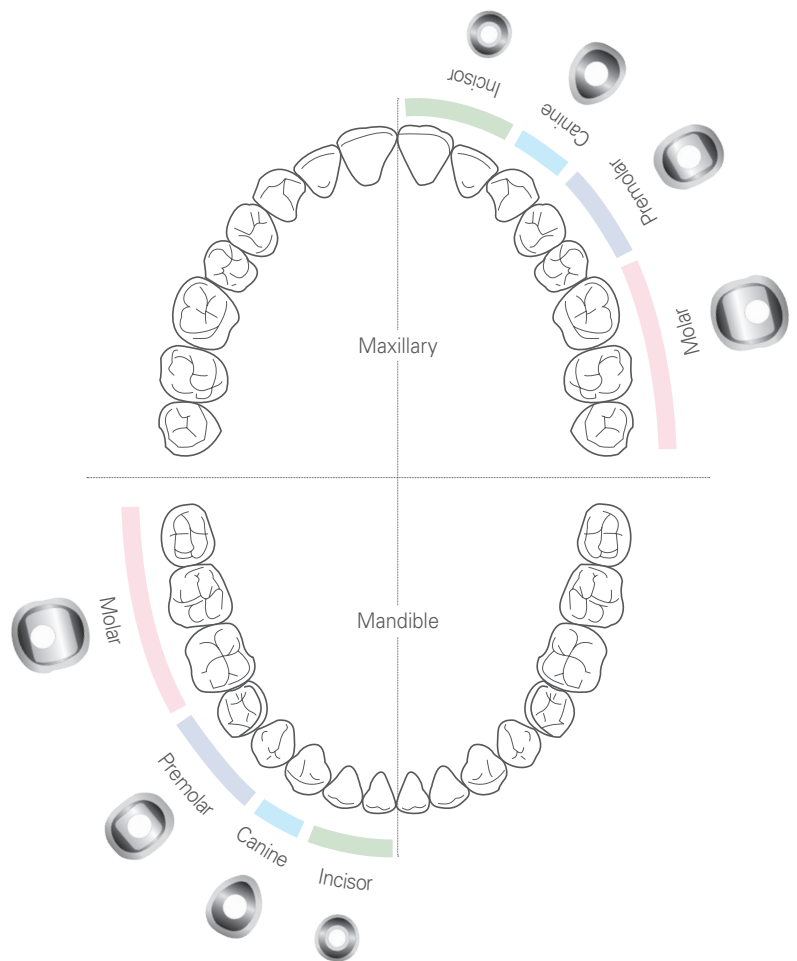 Incisor
Canine
Premolar
Molar
Maxillary
Mandible
Molar
Premolar
Canine
Incisor